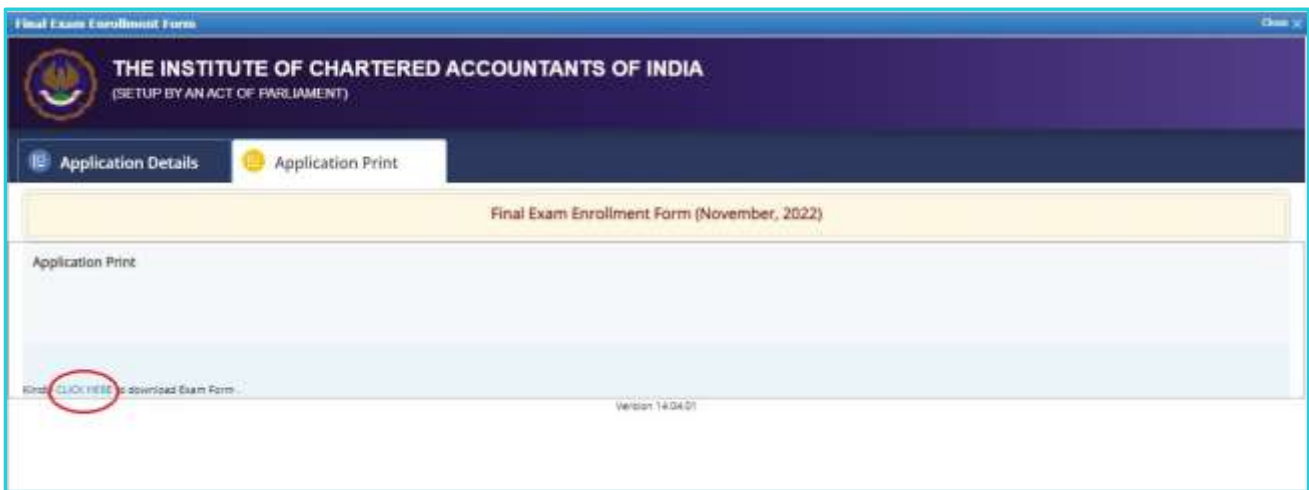 Final Exam Enrollment Form
Close ×
THE INSTITUTE OF CHARTERED ACCOUNTANTS OF INDIA
(SETUP BY AN ACT OF PARLIAMENT)
Application Details
Application Print
Final Exam Enrollment Form (November, 2022)
Application Print
Kindly CLICK HERE to download Exam Form
Version 14.04.01